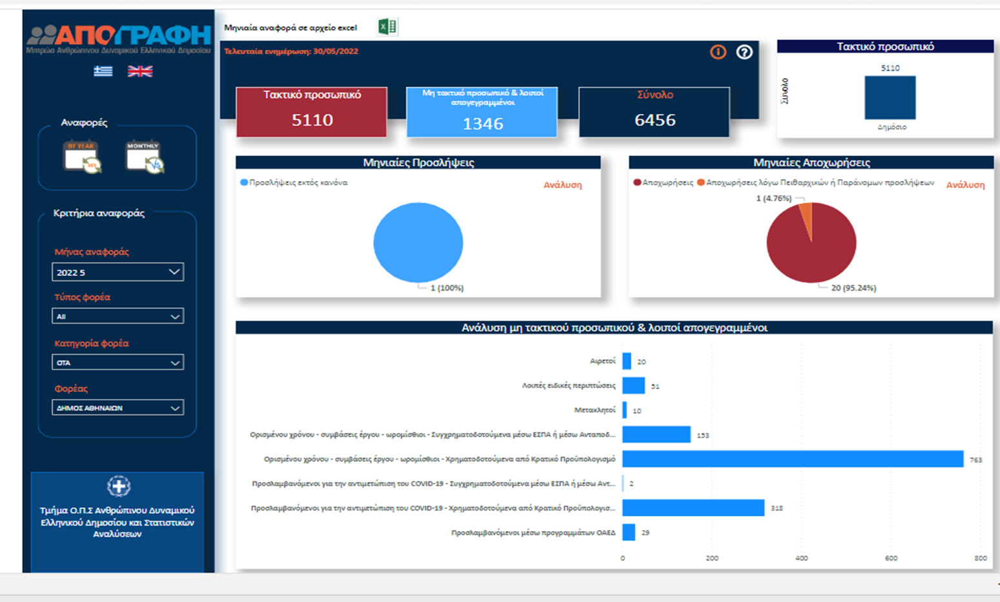 ΑΠΟΓΡΑΦΗ
Μητρώο Ανθρώπινου Δυναμικού Ελληνικού Δημοσίου
Αναφορές
BY YEAR
365
MONTHLY
Κριτήρια αναφοράς
Μήνας αναφοράς
2022 5
Τύπος φορέα
All
Κατηγορία φορέα
ΟΤΑ
Φορέας
ΔΗΜΟΣ ΑΘΗΝΑΙΩΝ
Τμήμα Ο.Π.Σ Ανθρώπινου Δυναμικού
Ελληνικού Δημοσίου και Στατιστικών
Αναλύσεων
Μηνιαία αναφορά σε αρχείο excel
Τελευταία ενημέρωση: 30/05/2022
Τακτικό προσωπικό
5110
Μη τακτικό προσωπικό & λοιποί
απογεγραμμένοι
1346
Σύνολο
6456
Τακτικό προσωπικό
5110
Σύνολο
Δημόσιο
Μηνιαίες Προσλήψεις
Προσλήψεις εκτός κανόνα
Ανάλυση
1 (100%)
Μηνιαίες Αποχωρήσεις
Αποχωρήσεις Αποχωρήσεις λόγω Πειθαρχικών ή Παράνομων προσλήψεων
Ανάλυση
1 (4.76%)
20 (95.24%)
Ανάλυση μη τακτικού προσωπικού & λοιποί απογεγραμμένοι
Αιρετοί 20
Λοιπές ειδικές περιπτώσεις 51
Μετακλητοί 10
Ορισμένου χρόνου - συμβάσεις έργου - ωρομίσθιοι - Συγχρηματοδοτούμενα μέσω ΕΣΠΑ ή μέσω Ανταποδ... 153
Ορισμένου χρόνου - συμβάσεις έργου - ωρομίσθιοι - Χρηματοδοτούμενα από Κρατικό Προϋπολογισμό 763
Προσλαμβανόμενοι για την αντιμετώπιση του COVID-19 - Συγχρηματοδοτούμενα μέσω ΕΣΠΑ ή μέσω Αντ... 2
Προσλαμβανόμενοι για την αντιμετώπιση του COVID-19 - Χρηματοδοτούμενα από Κρατικό Προϋπολογισ... 318
Προσλαμβανόμενοι μέσω προγραμμάτων ΟΑΕΔ 29
0 200 400 600 800